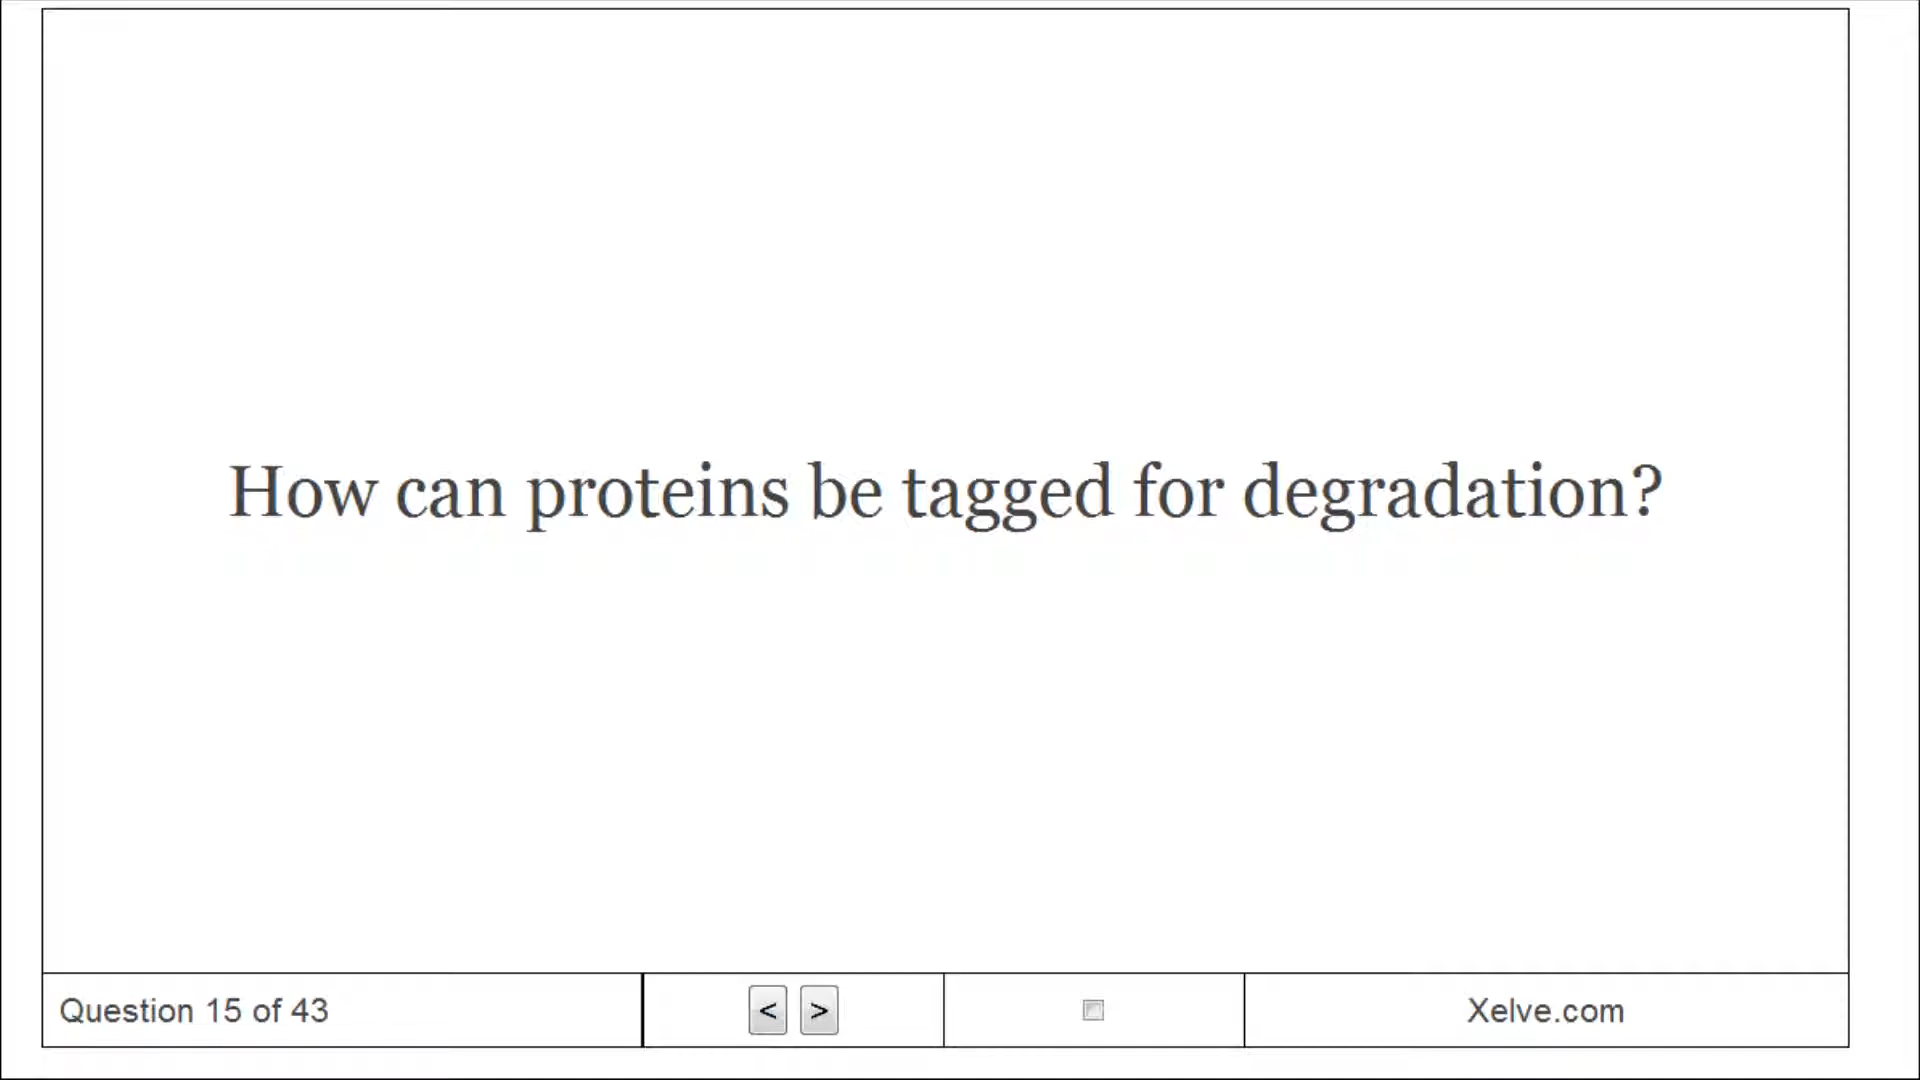 How can proteins be tagged for degradation?
Question 15 of 43
< >
Xelve.com